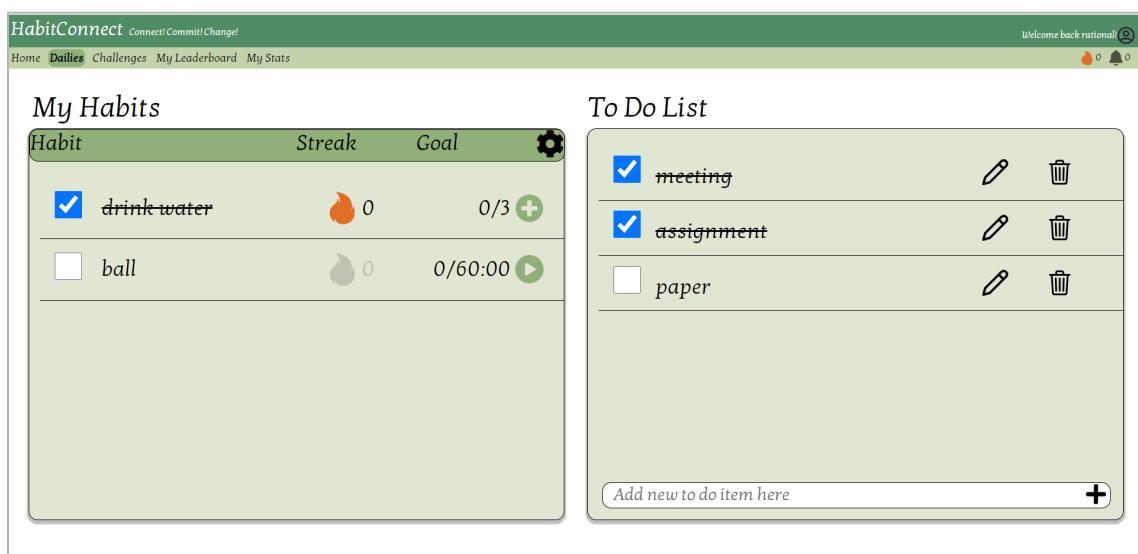 HabitConnect Connect! Commit! Change!
Welcome back rational!
Home Dailies Challenges My Leaderboard My Stats
0 0
My Habits
Habit Streak Goal
drink water 0 0/3
ball 0 0/60:00
To Do List
meeting
assignment
paper
Add new to do item here